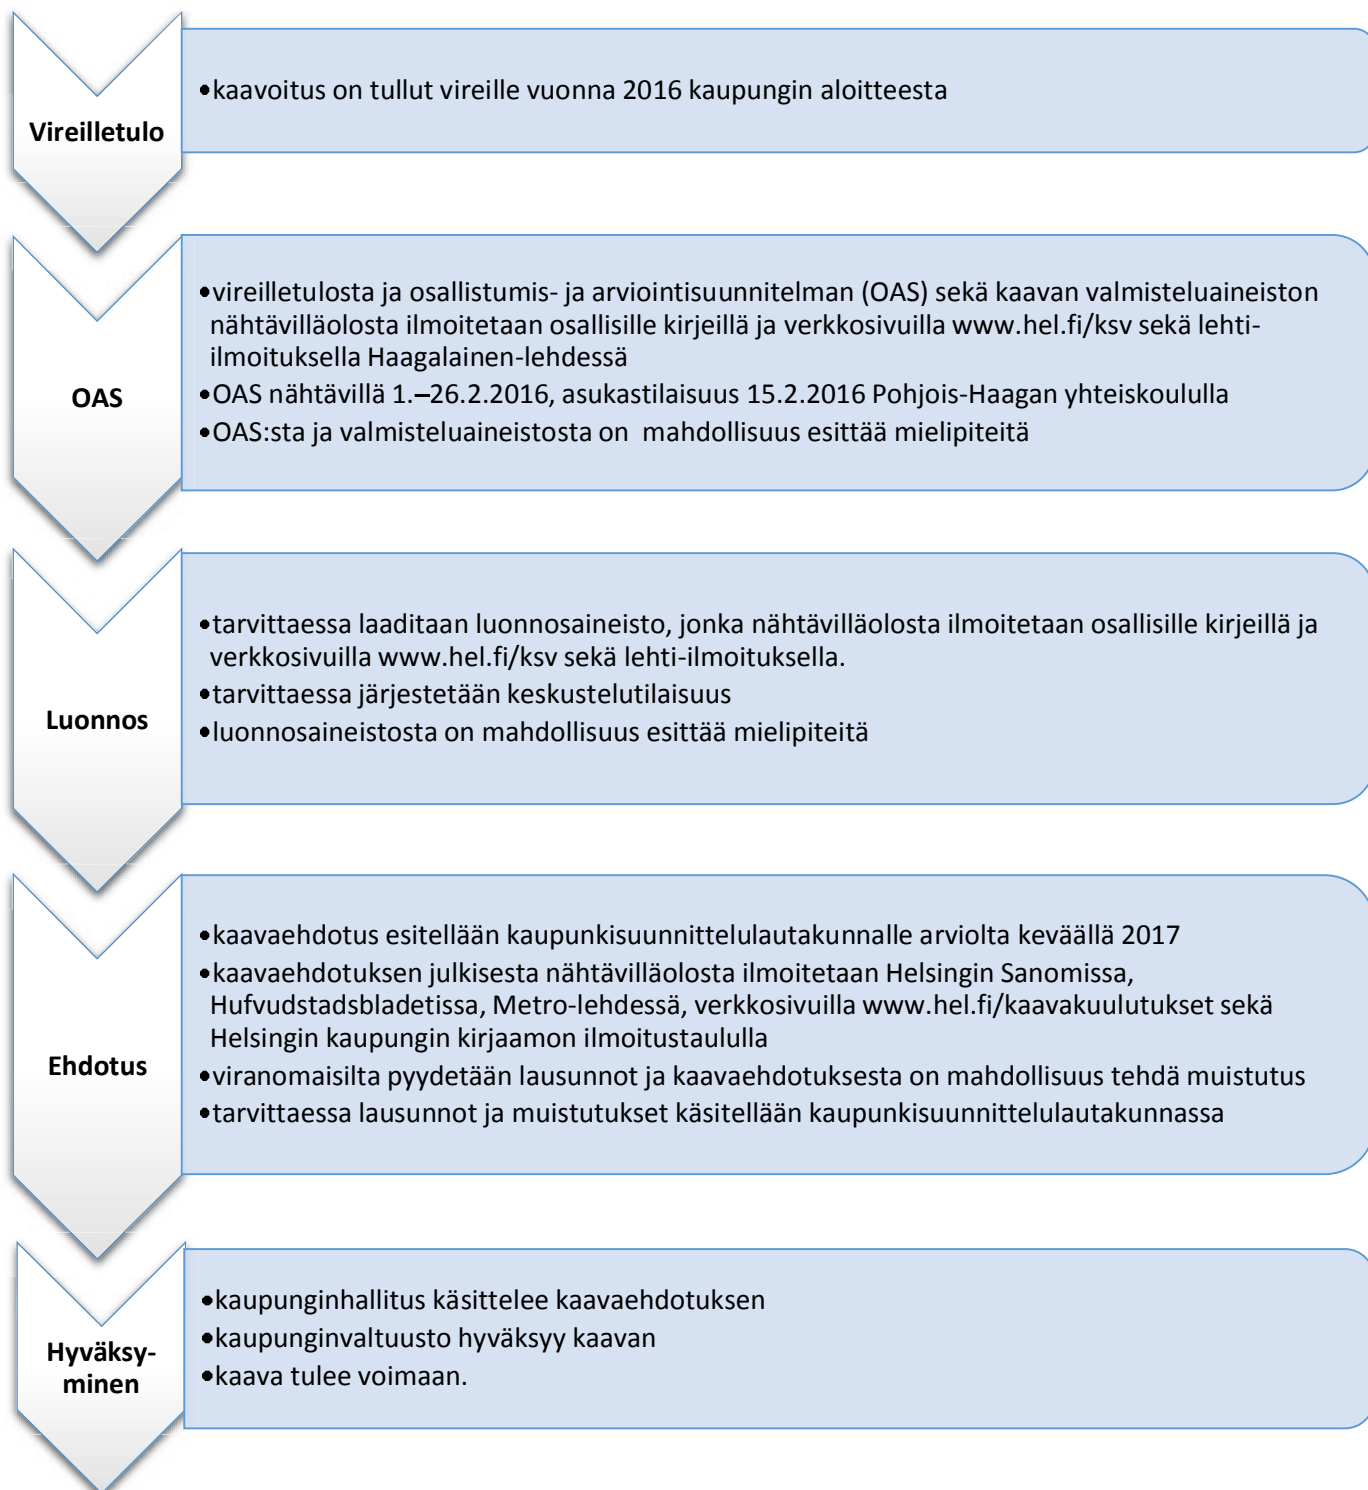 Vireilletulo
•kaavoitus on tullut vireille vuonna 2016 kaupungin aloitteesta
OAS
•vireilletulosta ja osallistumis- ja arviointisuunnitelman (OAS) sekä kaavan valmisteluaineiston
nähtävilläolosta ilmoitetaan osallisille kirjeillä ja verkkosivuilla www.hel.fi/ksv sekä lehti-
ilmoituksella Haagalainen-lehdessä
•OAS nähtävillä 1.–26.2.2016, asukastilaisuus 15.2.2016 Pohjois-Haagan yhteiskoululla
•OAS:sta ja valmisteluaineistosta on  mahdollisuus esittää mielipiteitä
Luonnos
•tarvittaessa laaditaan luonnosaineisto, jonka nähtävilläolosta ilmoitetaan osallisille kirjeillä ja
verkkosivuilla www.hel.fi/ksv sekä lehti-ilmoituksella.
•tarvittaessa järjestetään keskustelutilaisuus
•luonnosaineistosta on mahdollisuus esittää mielipiteitä
Ehdotus
•kaavaehdotus esitellään kaupunkisuunnittelulautakunnalle arviolta keväällä 2017
•kaavaehdotuksen julkisesta nähtävilläolosta ilmoitetaan Helsingin Sanomissa,
Hufvudstadsbladetissa, Metro-lehdessä, verkkosivuilla www.hel.fi/kaavakuulutukset sekä
Helsingin kaupungin kirjaamon ilmoitustaululla
•viranomaisilta pyydetään lausunnot ja kaavaehdotuksesta on mahdollisuus tehdä muistutus
•tarvittaessa lausunnot ja muistutukset käsitellään kaupunkisuunnittelulautakunnassa
Hyväksy-
minen
•kaupunginhallitus käsittelee kaavaehdotuksen
•kaupunginvaltuusto hyväksyy kaavan
•kaava tulee voimaan.